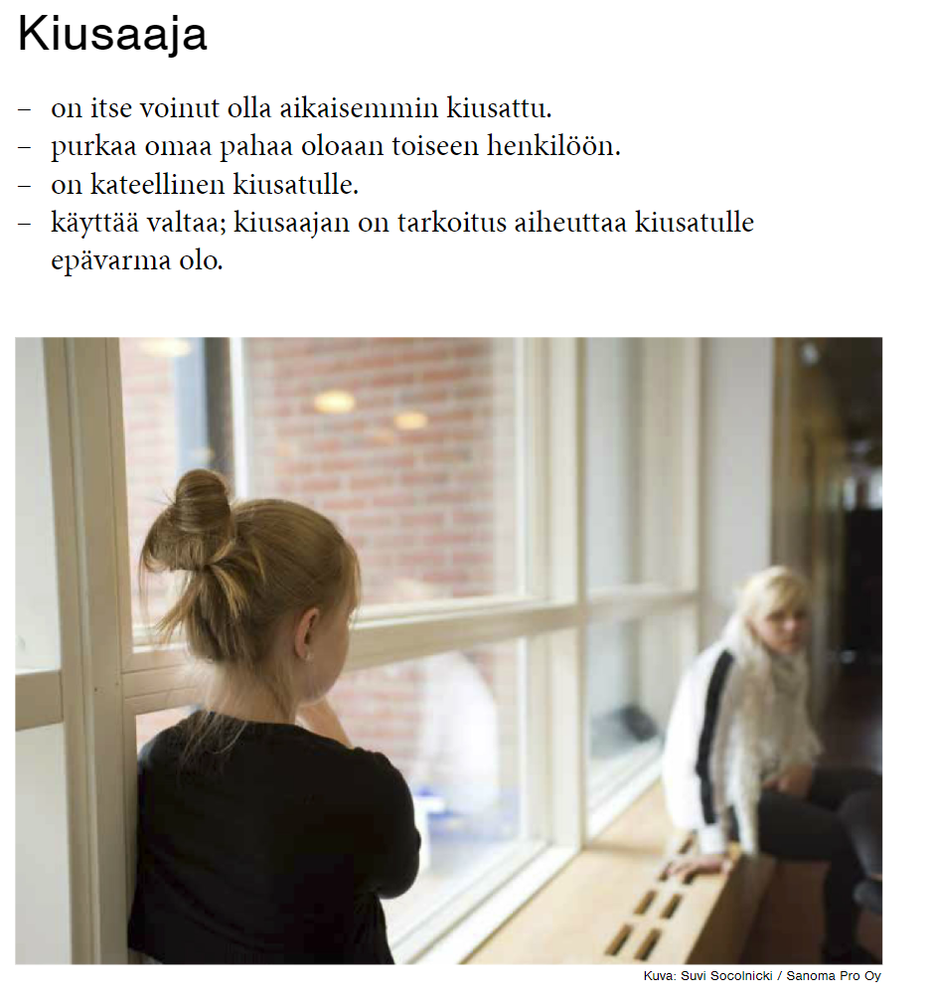 Kiusaaja
– on itse voinut olla aikaisemmin kiusattu.
– purkaa omaa pahaa oloaan toiseen henkilöön.
– on kateellinen kiusatulle.
– käyttää valtaa; kiusaajan on tarkoitus aiheuttaa kiusatulle
epävarma olo.
Kuva: Suvi Socolnicki / Sanoma Pro Oy